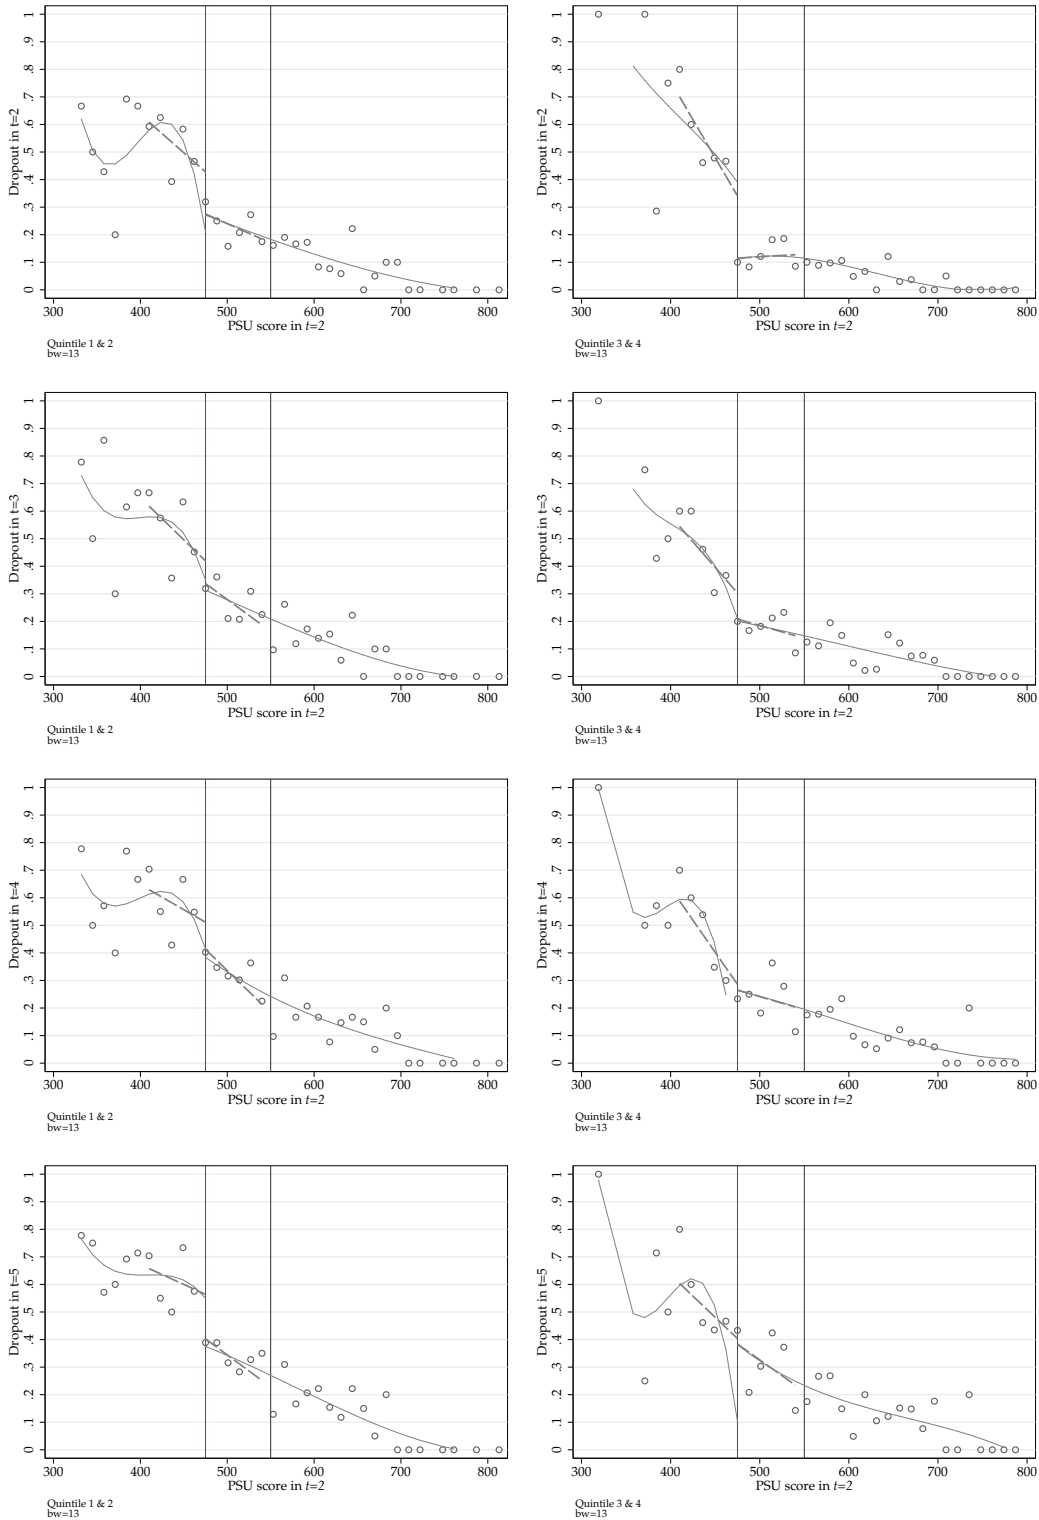 Dropout in t=2
0 .1 .2 .3 .4 .5 .6 .7 .8 .9 1
300 400 500 600 700 800
PSU score in t=2
Quintile 1 & 2
bw=13
Dropout in t=2
0 .1 .2 .3 .4 .5 .6 .7 .8 .9 1
300 400 500 600 700 800
PSU score in t=2
Quintile 3 & 4
bw=13
Dropout in t=3
0 .1 .2 .3 .4 .5 .6 .7 .8 .9 1
300 400 500 600 700 800
PSU score in t=2
Quintile 1 & 2
bw=13
Dropout in t=3
0 .1 .2 .3 .4 .5 .6 .7 .8 .9 1
300 400 500 600 700 800
PSU score in t=2
Quintile 3 & 4
bw=13
Dropout in t=4
0 .1 .2 .3 .4 .5 .6 .7 .8 .9 1
300 400 500 600 700 800
PSU score in t=2
Quintile 1 & 2
bw=13
Dropout in t=4
0 .1 .2 .3 .4 .5 .6 .7 .8 .9 1
300 400 500 600 700 800
PSU score in t=2
Quintile 3 & 4
bw=13
Dropout in t=5
0 .1 .2 .3 .4 .5 .6 .7 .8 .9 1
300 400 500 600 700 800
PSU score in t=2
Quintile 1 & 2
bw=13
Dropout in t=5
0 .1 .2 .3 .4 .5 .6 .7 .8 .9 1
300 400 500 600 700 800
PSU score in t=2
Quintile 3 & 4
bw=13